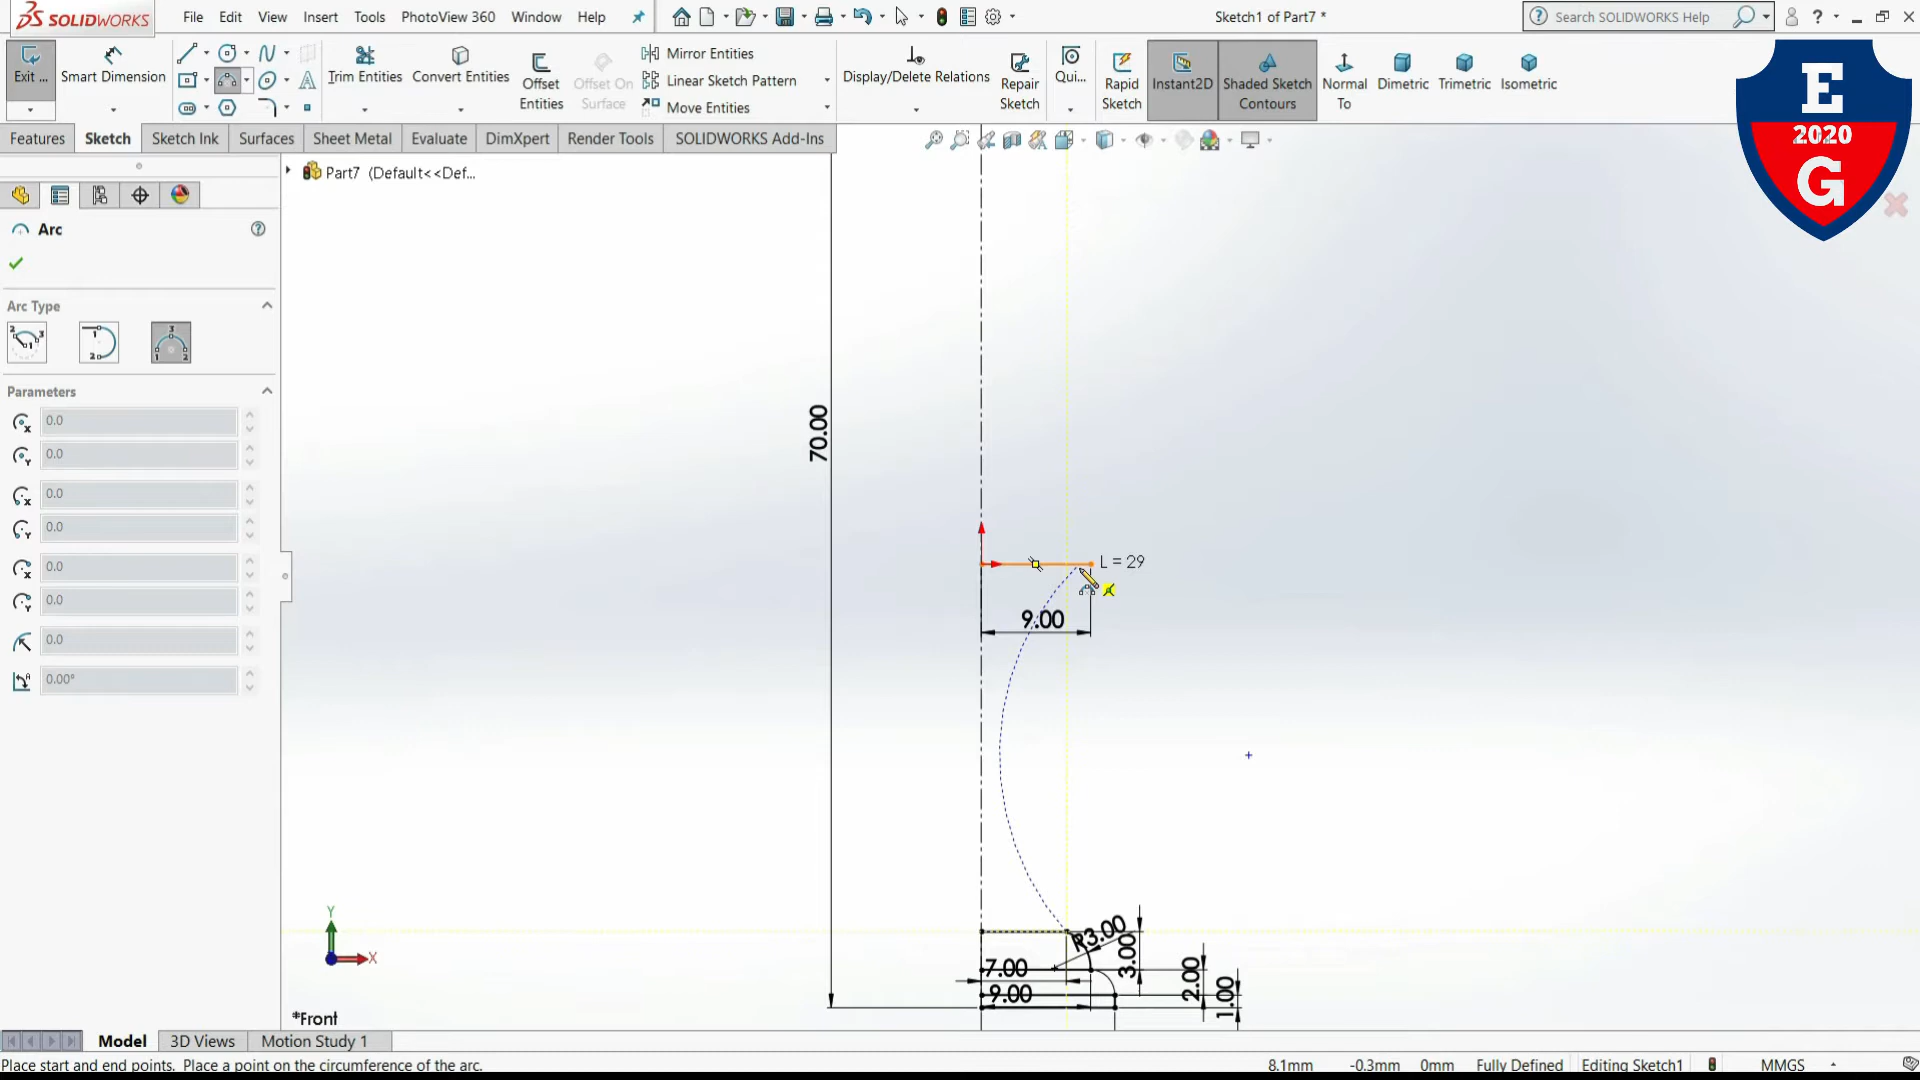 SOLIDWORKS
File Edit View Insert Tools PhotoView 360 Window Help
Sketch1 of Part7 *
Search SOLIDWORKS Help
Exit ...
Smart Dimension
Trim Entities
Convert Entities
Offset Entities
Offset On Surface
Mirror Entities
Linear Sketch Pattern
Move Entities
Display/Delete Relations
Repair Sketch
Qui...
Rapid Sketch
Instant2D
Shaded Sketch Contours
Normal To
Dimetric
Trimetric
Isometric
E
2020
G
Features Sketch Sketch Ink Surfaces Sheet Metal Evaluate DimXpert Render Tools SOLIDWORKS Add-Ins
Part7 (Default<<Def...
Arc
Arc Type
Parameters
0.0
0.0
0.0
0.0
0.0
0.0
0.0
0.00°
70.00
L = 29
9.00
R3.00
3.00
7.00
2.00
9.00
1.00
Y
X
*Front
Model 3D Views Motion Study 1
Place start and end points. Place a point on the circumference of the arc.
8.1mm -0.3mm 0mm Fully Defined Editing Sketch1 MMGS